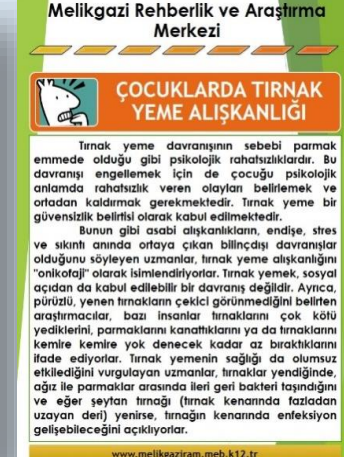 Melikgazi Rehberlik ve Araştırma
Merkezi
ÇOCUKLARDA TIRNAK
YEME ALIŞKANLIĞI
Tırnak yeme davranışının sebebi parmak
emmede olduğu gibi psikolojik rahatsızlıklardır. Bu
davranışı engellemek için de çocuğu psikolojik
anlamda rahatsızlık veren olayları belirlemek ve
ortadan kaldırmak gerekmektedir. Tırnak yeme bir
güvensizlik belirtisi olarak kabul edilmektedir.
Bunun gibi asabi alışkanlıkların, endişe, stres
ve sıkıntı anında ortaya çıkan bilinçdışı davranışlar
olduğunu söyleyen uzmanlar, tırnak yeme alışkanlığını
"onikofaji" olarak isimlendiriyorlar. Tırnak yemek, sosyal
açıdan da kabul edilebilir bir davranış değildir. Ayrıca,
pürüzlü, yenen tırnakların çekici görünmediğini belirten
araştırmacılar, bazı insanlar tırnaklarını çok kötü
yediklerini, parmaklarını kanattıklarını ya da tırnaklarını
kemire kemire yok denecek kadar az bıraktıklarını
ifade ediyorlar. Tırnak yemenin sağlığı da olumsuz
etkilediğini vurgulayan uzmanlar, tırnaklar yendiğinde,
ağız ile parmaklar arasında ileri geri bakteri taşındığını
ve eğer şeytan tırnağı (tırnak kenarında fazladan
uzayan deri) yenirse, tırnağın kenarında enfeksiyon
gelişebileceğini açıklıyorlar.
www.melikgaziram.meb.k12.tr